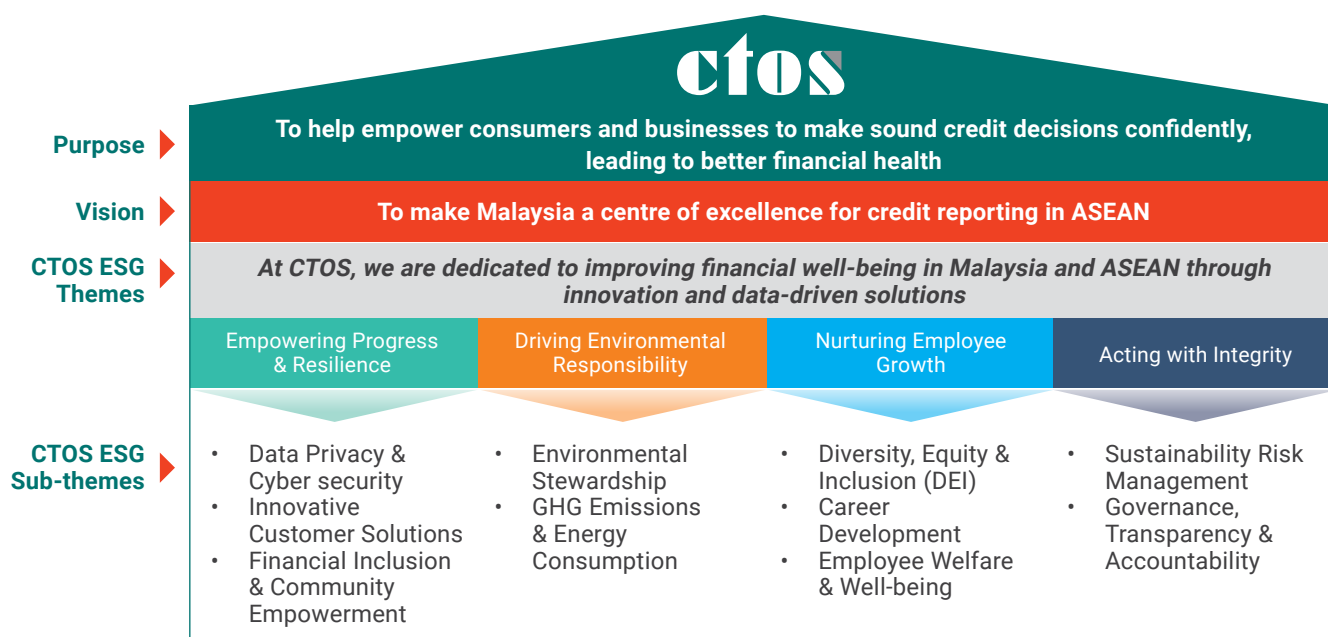 ctos
Purpose
To help empower consumers and businesses to make sound credit decisions confidently,
leading to better financial health
Vision
To make Malaysia a centre of excellence for credit reporting in ASEAN
CTOS ESG
Themes
At CTOS, we are dedicated to improving financial well-being in Malaysia and ASEAN through
innovation and data-driven solutions
Empowering Progress
& Resilience
Driving Environmental
Responsibility
Nurturing Employee
Growth
Acting with Integrity
CTOS ESG
Sub-themes
• Data Privacy &
Cyber security
• Innovative
Customer Solutions
• Financial Inclusion
& Community
Empowerment
• Environmental
Stewardship
• GHG Emissions
& Energy
Consumption
• Diversity, Equity &
Inclusion (DEI)
• Career
Development
• Employee Welfare
& Well-being
• Sustainability Risk
Management
• Governance,
Transparency &
Accountability